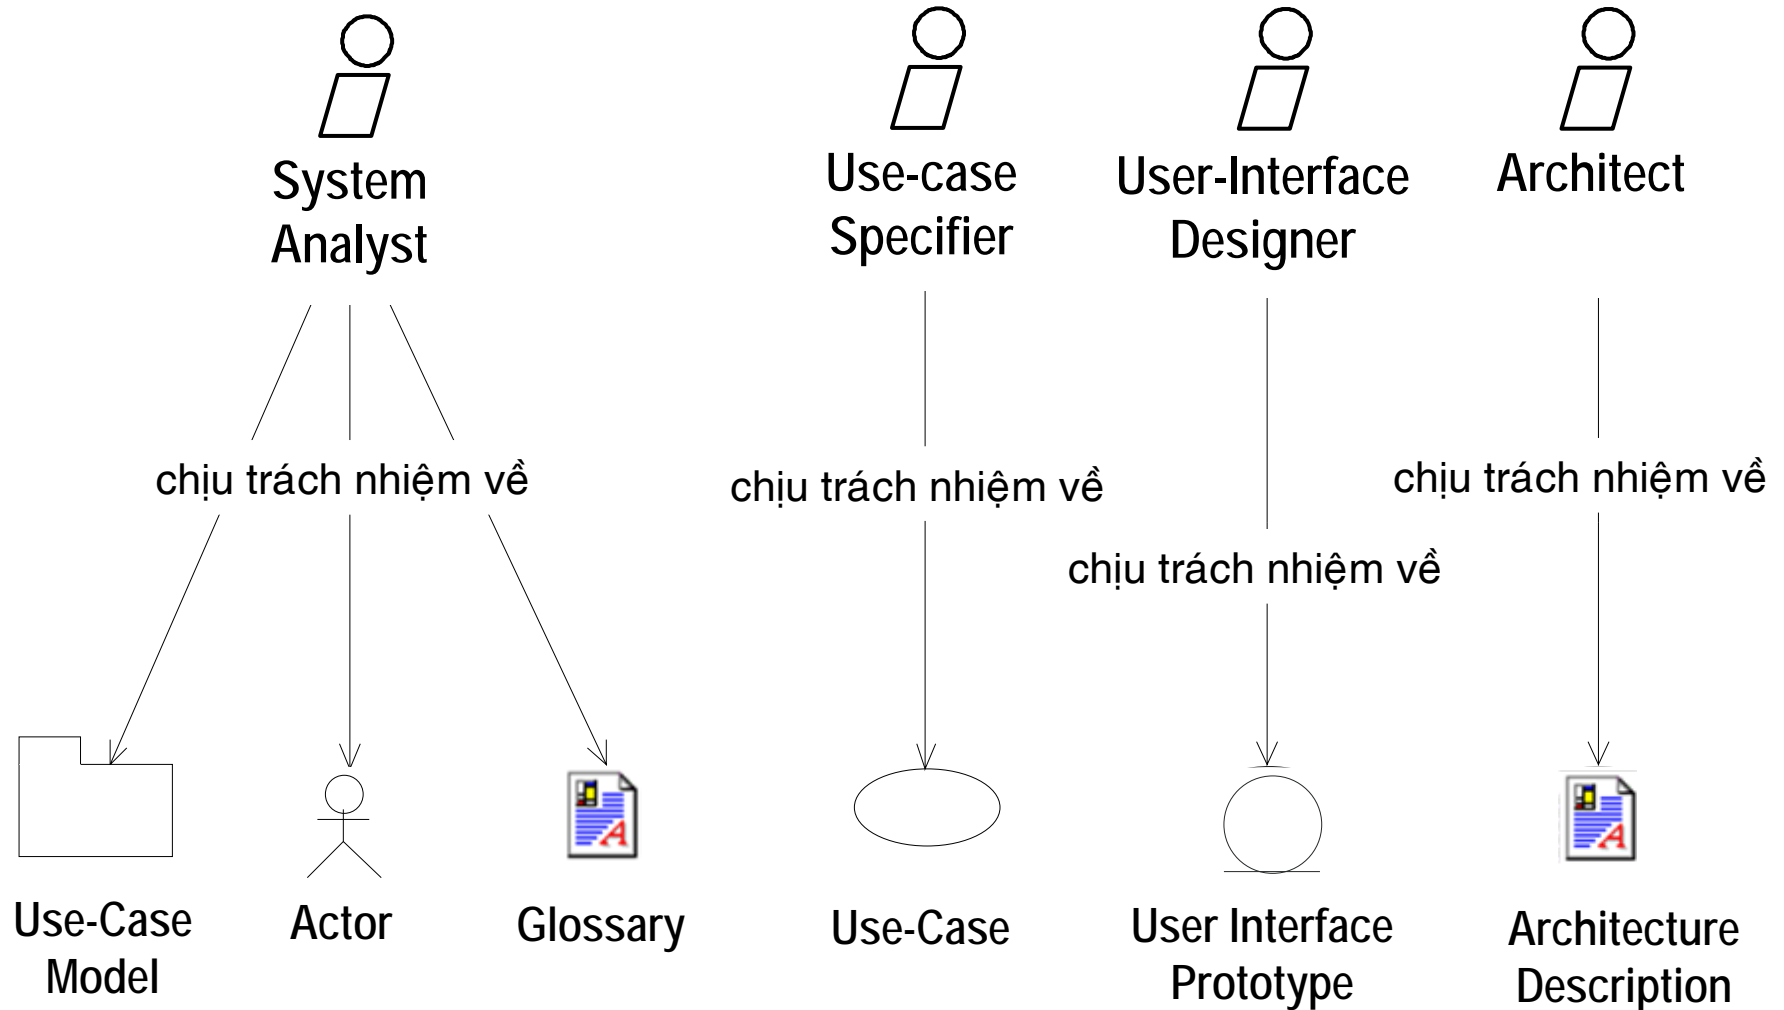 System
Analyst
Use-case
Specifier
User-Interface
Designer
Architect
chịu trách nhiệm về
chịu trách nhiệm về
chịu trách nhiệm về
chịu trách nhiệm về
Use-Case
Model
Actor
Glossary
Use-Case
User Interface
Prototype
Architecture
Description